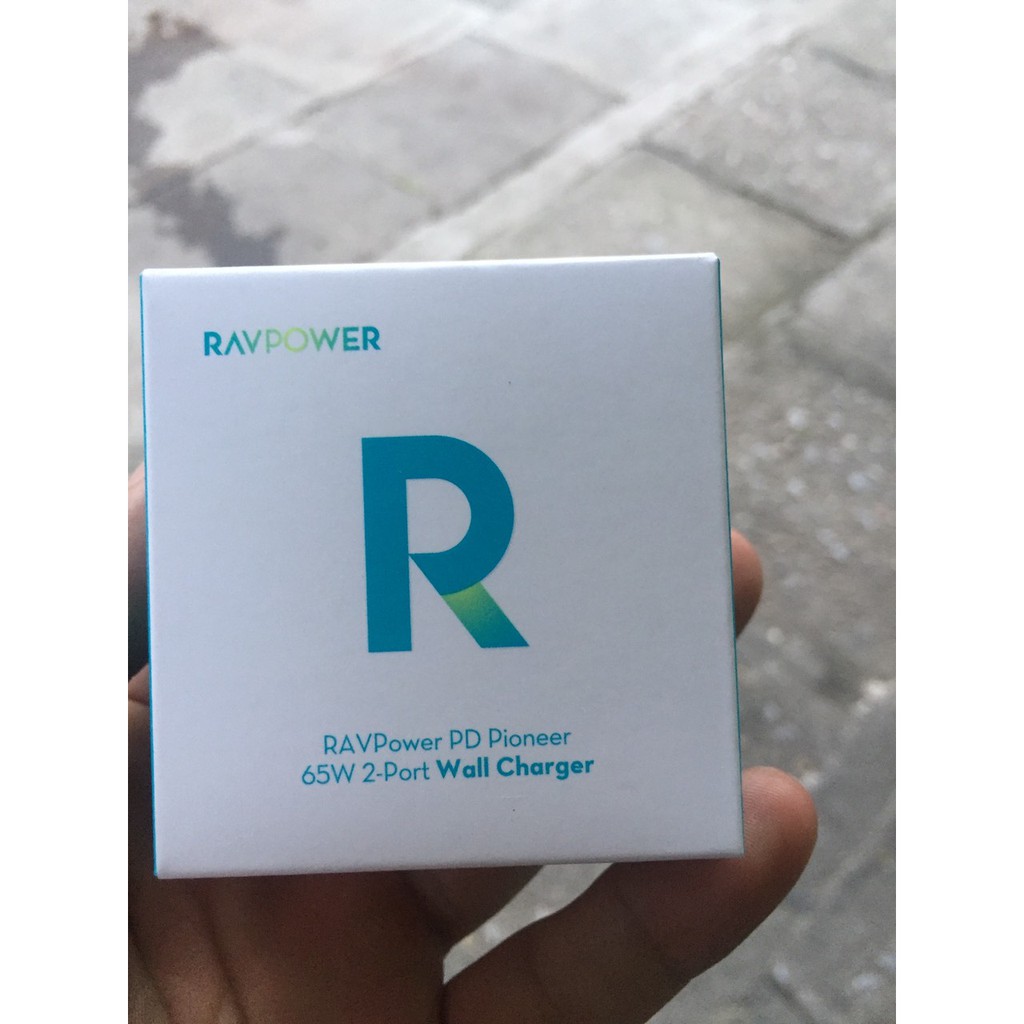 RAVPOWER
R
RAVPower PD Pioneer
65W 2-Port Wall Charger